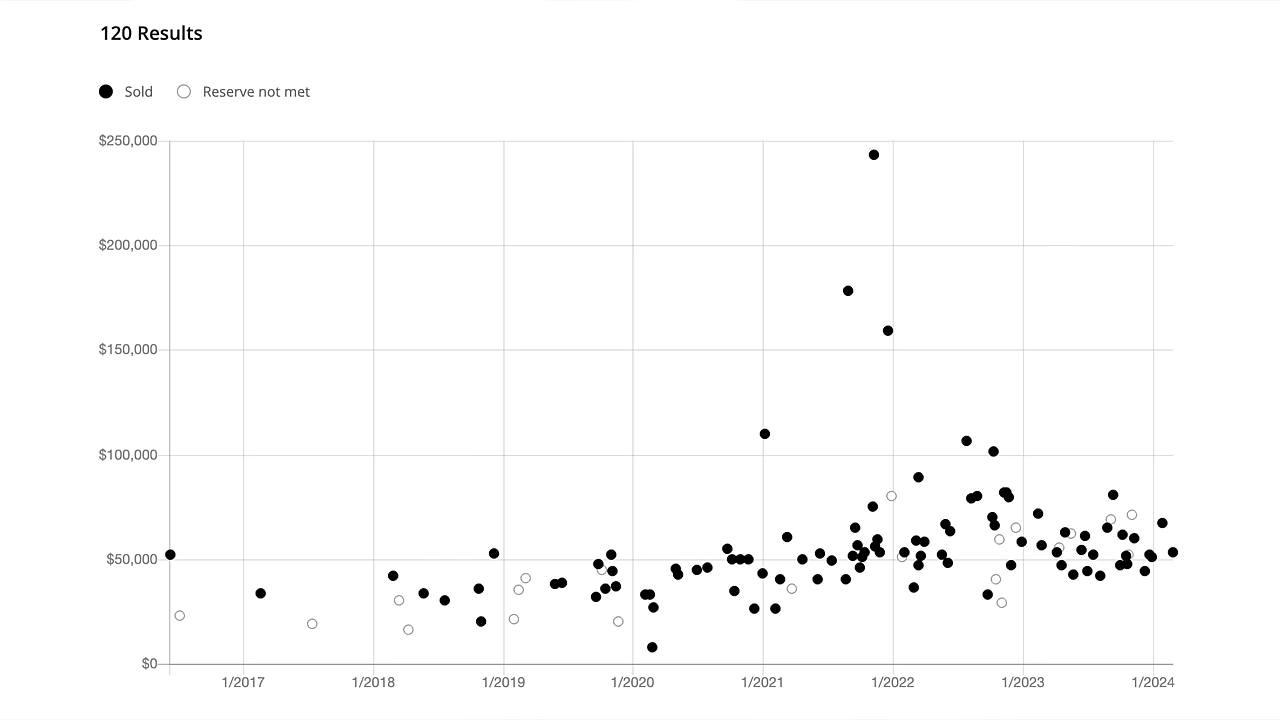 120 Results
Sold Reserve not met
$250,000
$200,000
$150,000
$100,000
$50,000
$0
1/2017 1/2018 1/2019 1/2020 1/2021 1/2022 1/2023 1/2024